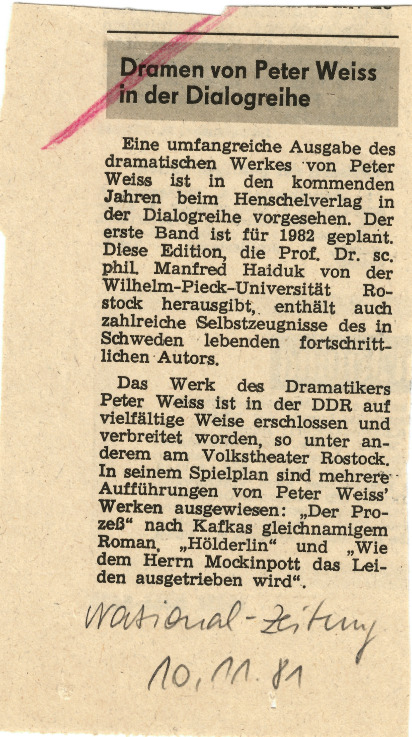 Dramen von Peter Weiss
in der Dialogreihe
Eine umfangreiche Ausgabe des
dramatischen Werkes von Peter
Weiss ist in den kommenden
Jahren beim Henschelverlag in
der Dialogreihe vorgesehen. Der
erste Band ist für 1982 geplant.
Diese Edition, die Prof. Dr. sc.
phil. Manfred Haiduk von der
Wilhelm-Pieck-Universität Ro-
stock herausgibt, enthält auch
zahlreiche Selbstzeugnisse des in
Schweden lebenden fortschritt-
lichen Autors.
Das Werk des Dramatikers
Peter Weiss ist in der DDR auf
vielfältige Weise erschlossen und
verbreitet worden, so unter an-
derem am Volkstheater Rostock.
In seinem Spielplan sind mehrere
Aufführungen von Peter Weiss'
Werken ausgewiesen: „Der Pro-
zeß“ nach Kafkas gleichnamigem
Roman, „Hölderlin“ und „Wie
dem Herrn Mockinpott das Lei-
den ausgetrieben wird“.
National-Zeitung
10.11.81